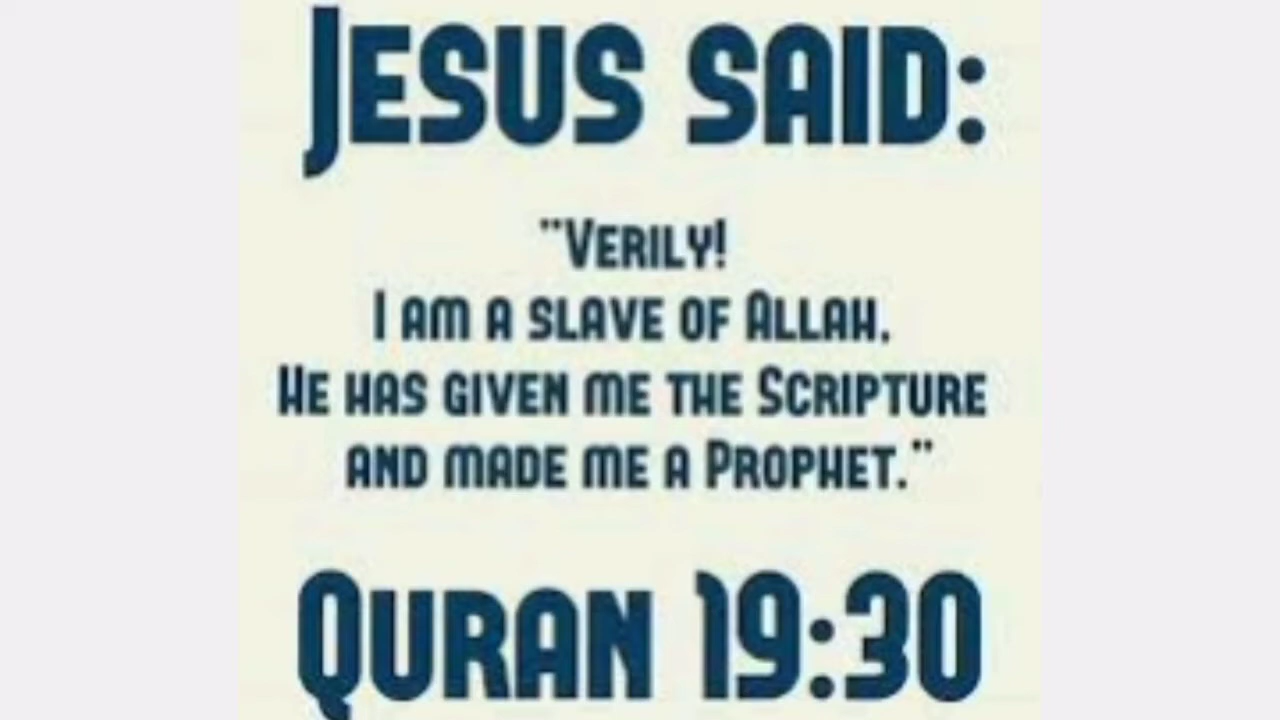 Jesus said:
"Verily!
I am a slave of Allah,
He has given me the Scripture
and made me a Prophet."
Quran 19:30